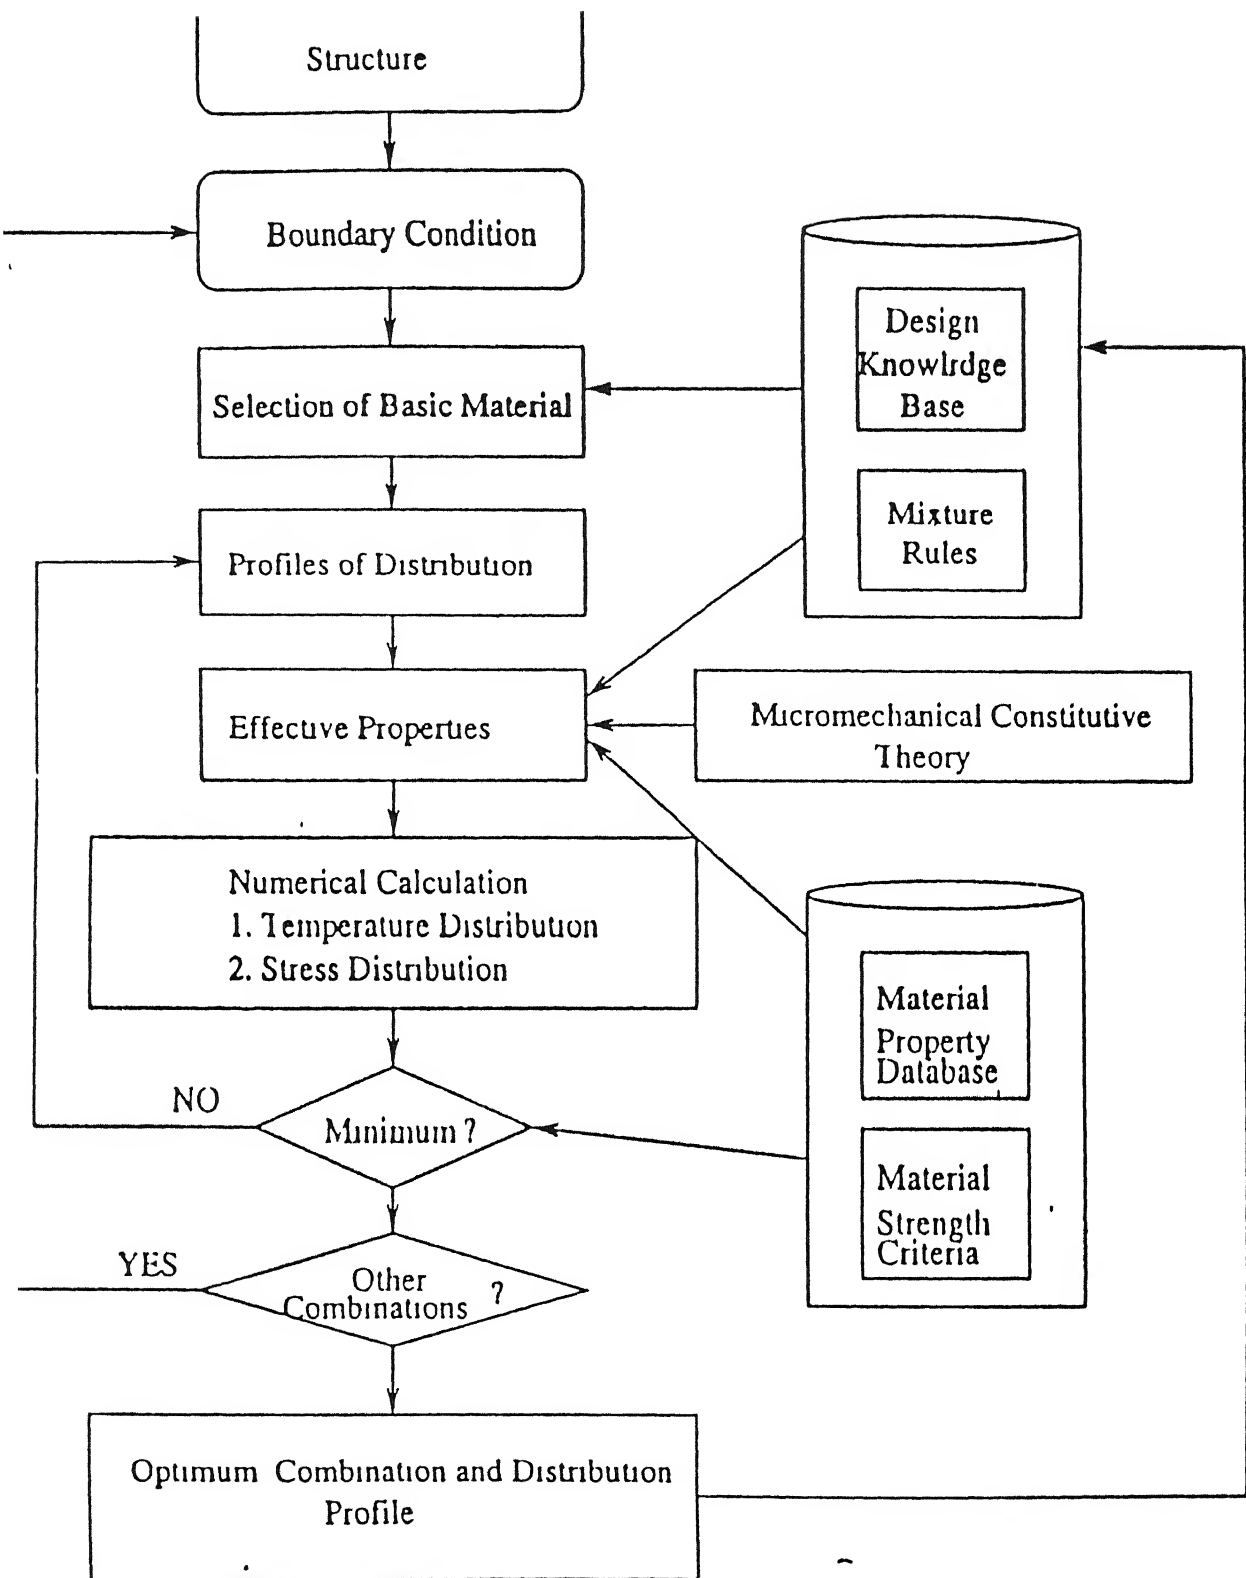 Structure
Boundary Condition
Selection of Basic Material
Profiles of Distribution
Effective Properties
Numerical Calculation
1. Temperature Distribution
2. Stress Distribution
NO
Minimum ?
YES
Other
Combinations ?
Optimum Combination and Distribution
Profile
Design
Knowlrdge
Base
Mixture
Rules
Micromechanical Constitutive
Theory
Material
Property
Database
Material
Strength
Criteria